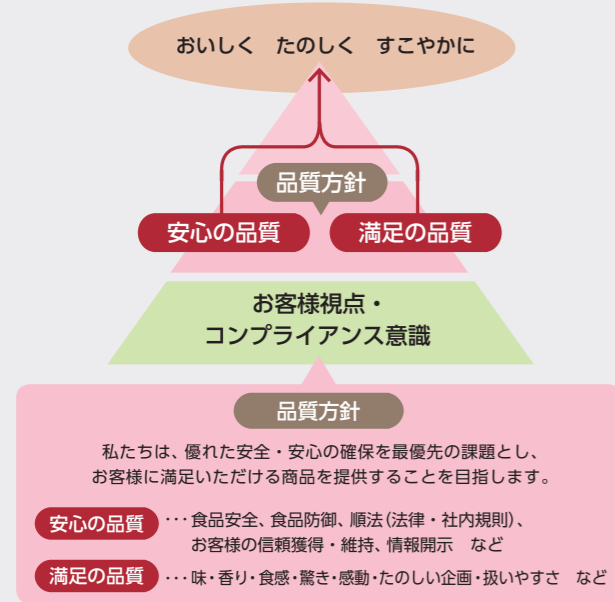 おいしく　たのしく　すこやかに
品質方針
安心の品質
満足の品質
お客様視点・
コンプライアンス意識
品質方針
私たちは、優れた安全・安心の確保を最優先の課題とし、
お客様に満足いただける商品を提供することを目指します。
安心の品質 ･･･食品安全、食品防御、順法(法律・社内規則)、
お客様の信頼獲得・維持、情報開示　など
満足の品質 ･･･味・香り・食感・驚き・感動・たのしい企画・扱いやすさ　など